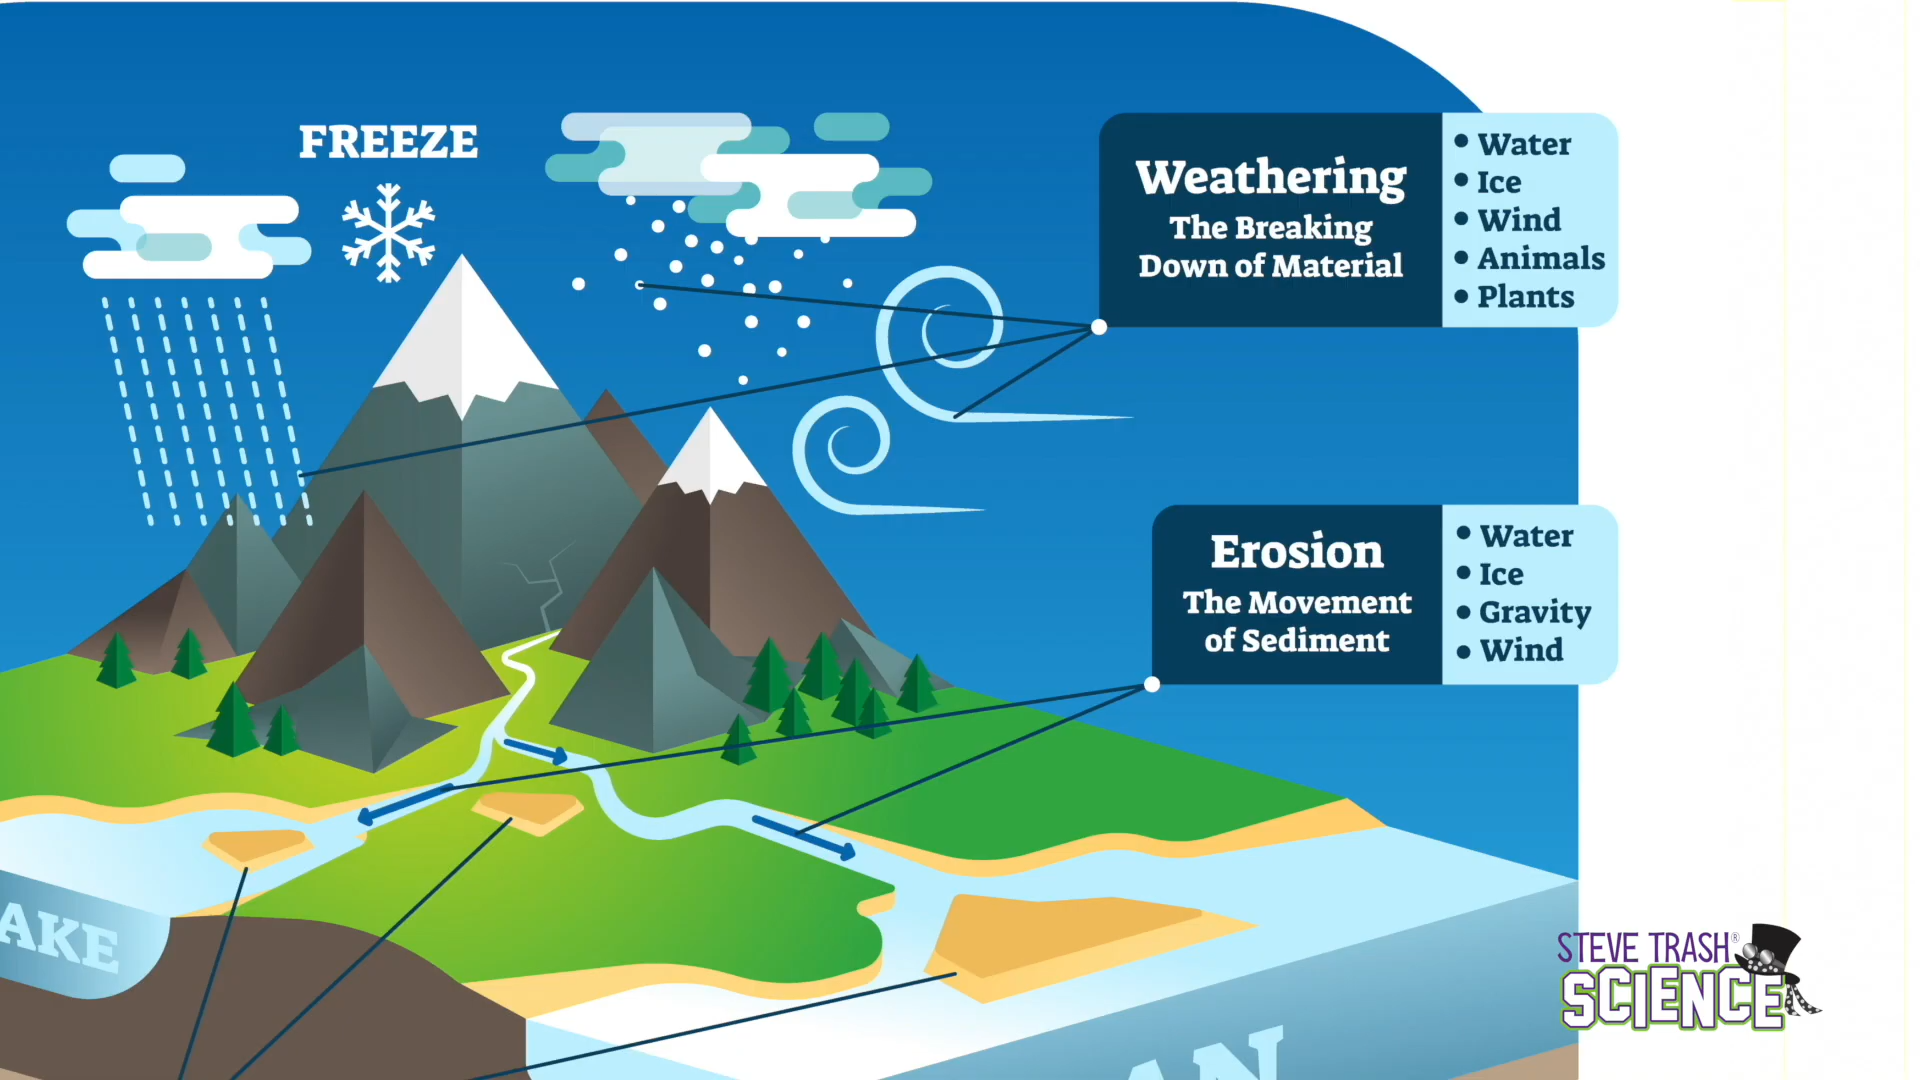 FREEZE
Weathering
The Breaking
Down of Material
• Water
• Ice
• Wind
• Animals
• Plants
Erosion
The Movement
of Sediment
• Water
• Ice
• Gravity
• Wind
AKE
AN
STEVE TRASH®
SCIENCE